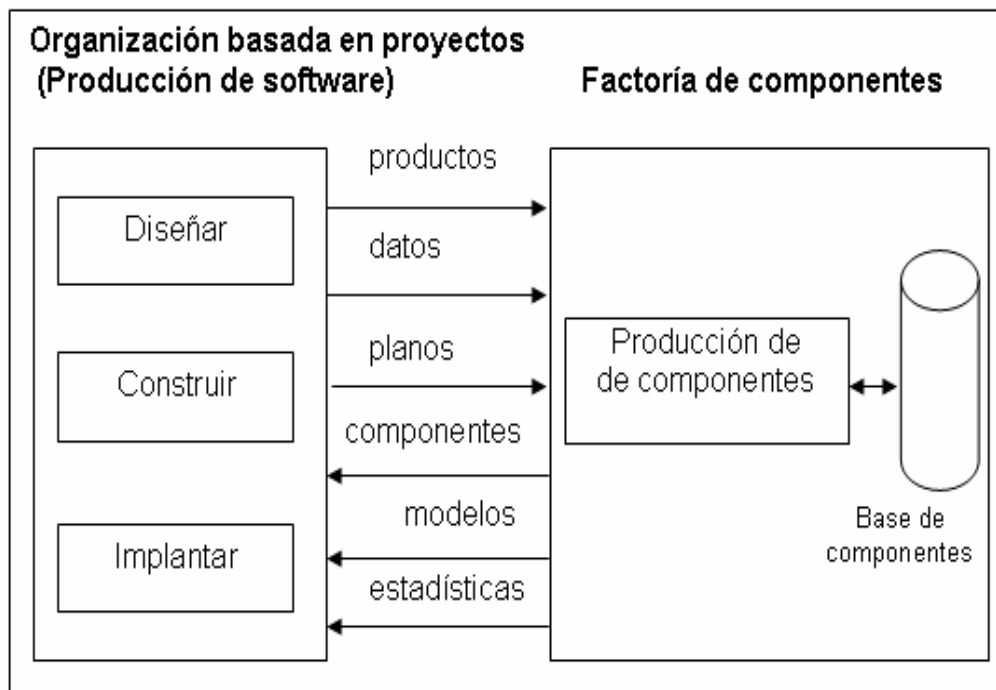 Organización basada en proyectos
(Producción de software)
Factoría de componentes
productos
Diseñar
datos
planos
Construir
Producción de
de componentes
componentes
modelos
Implantar
estadísticas
Base de
componentes